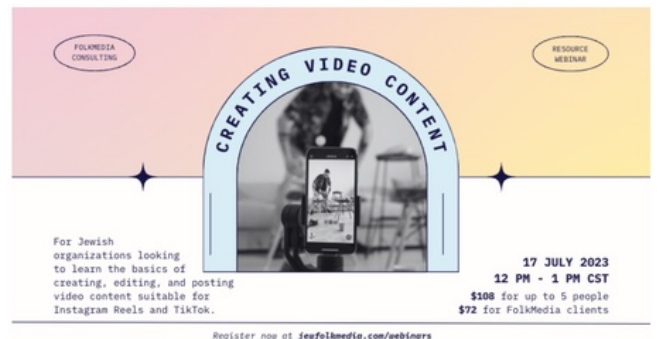 FOLKMEDIA
CONSULTING
RESOURCE
WEBINAR
CREATING VIDEO CONTENT
For Jewish
organizations looking
to learn the basics of
creating, editing, and posting
video content suitable for
Instagram Reels and TikTok.
17 JULY 2023
12 PM - 1 PM CST
$108 for up to 5 people
$72 for FolkMedia clients
Register now at jewfolkmedia.com/webinars